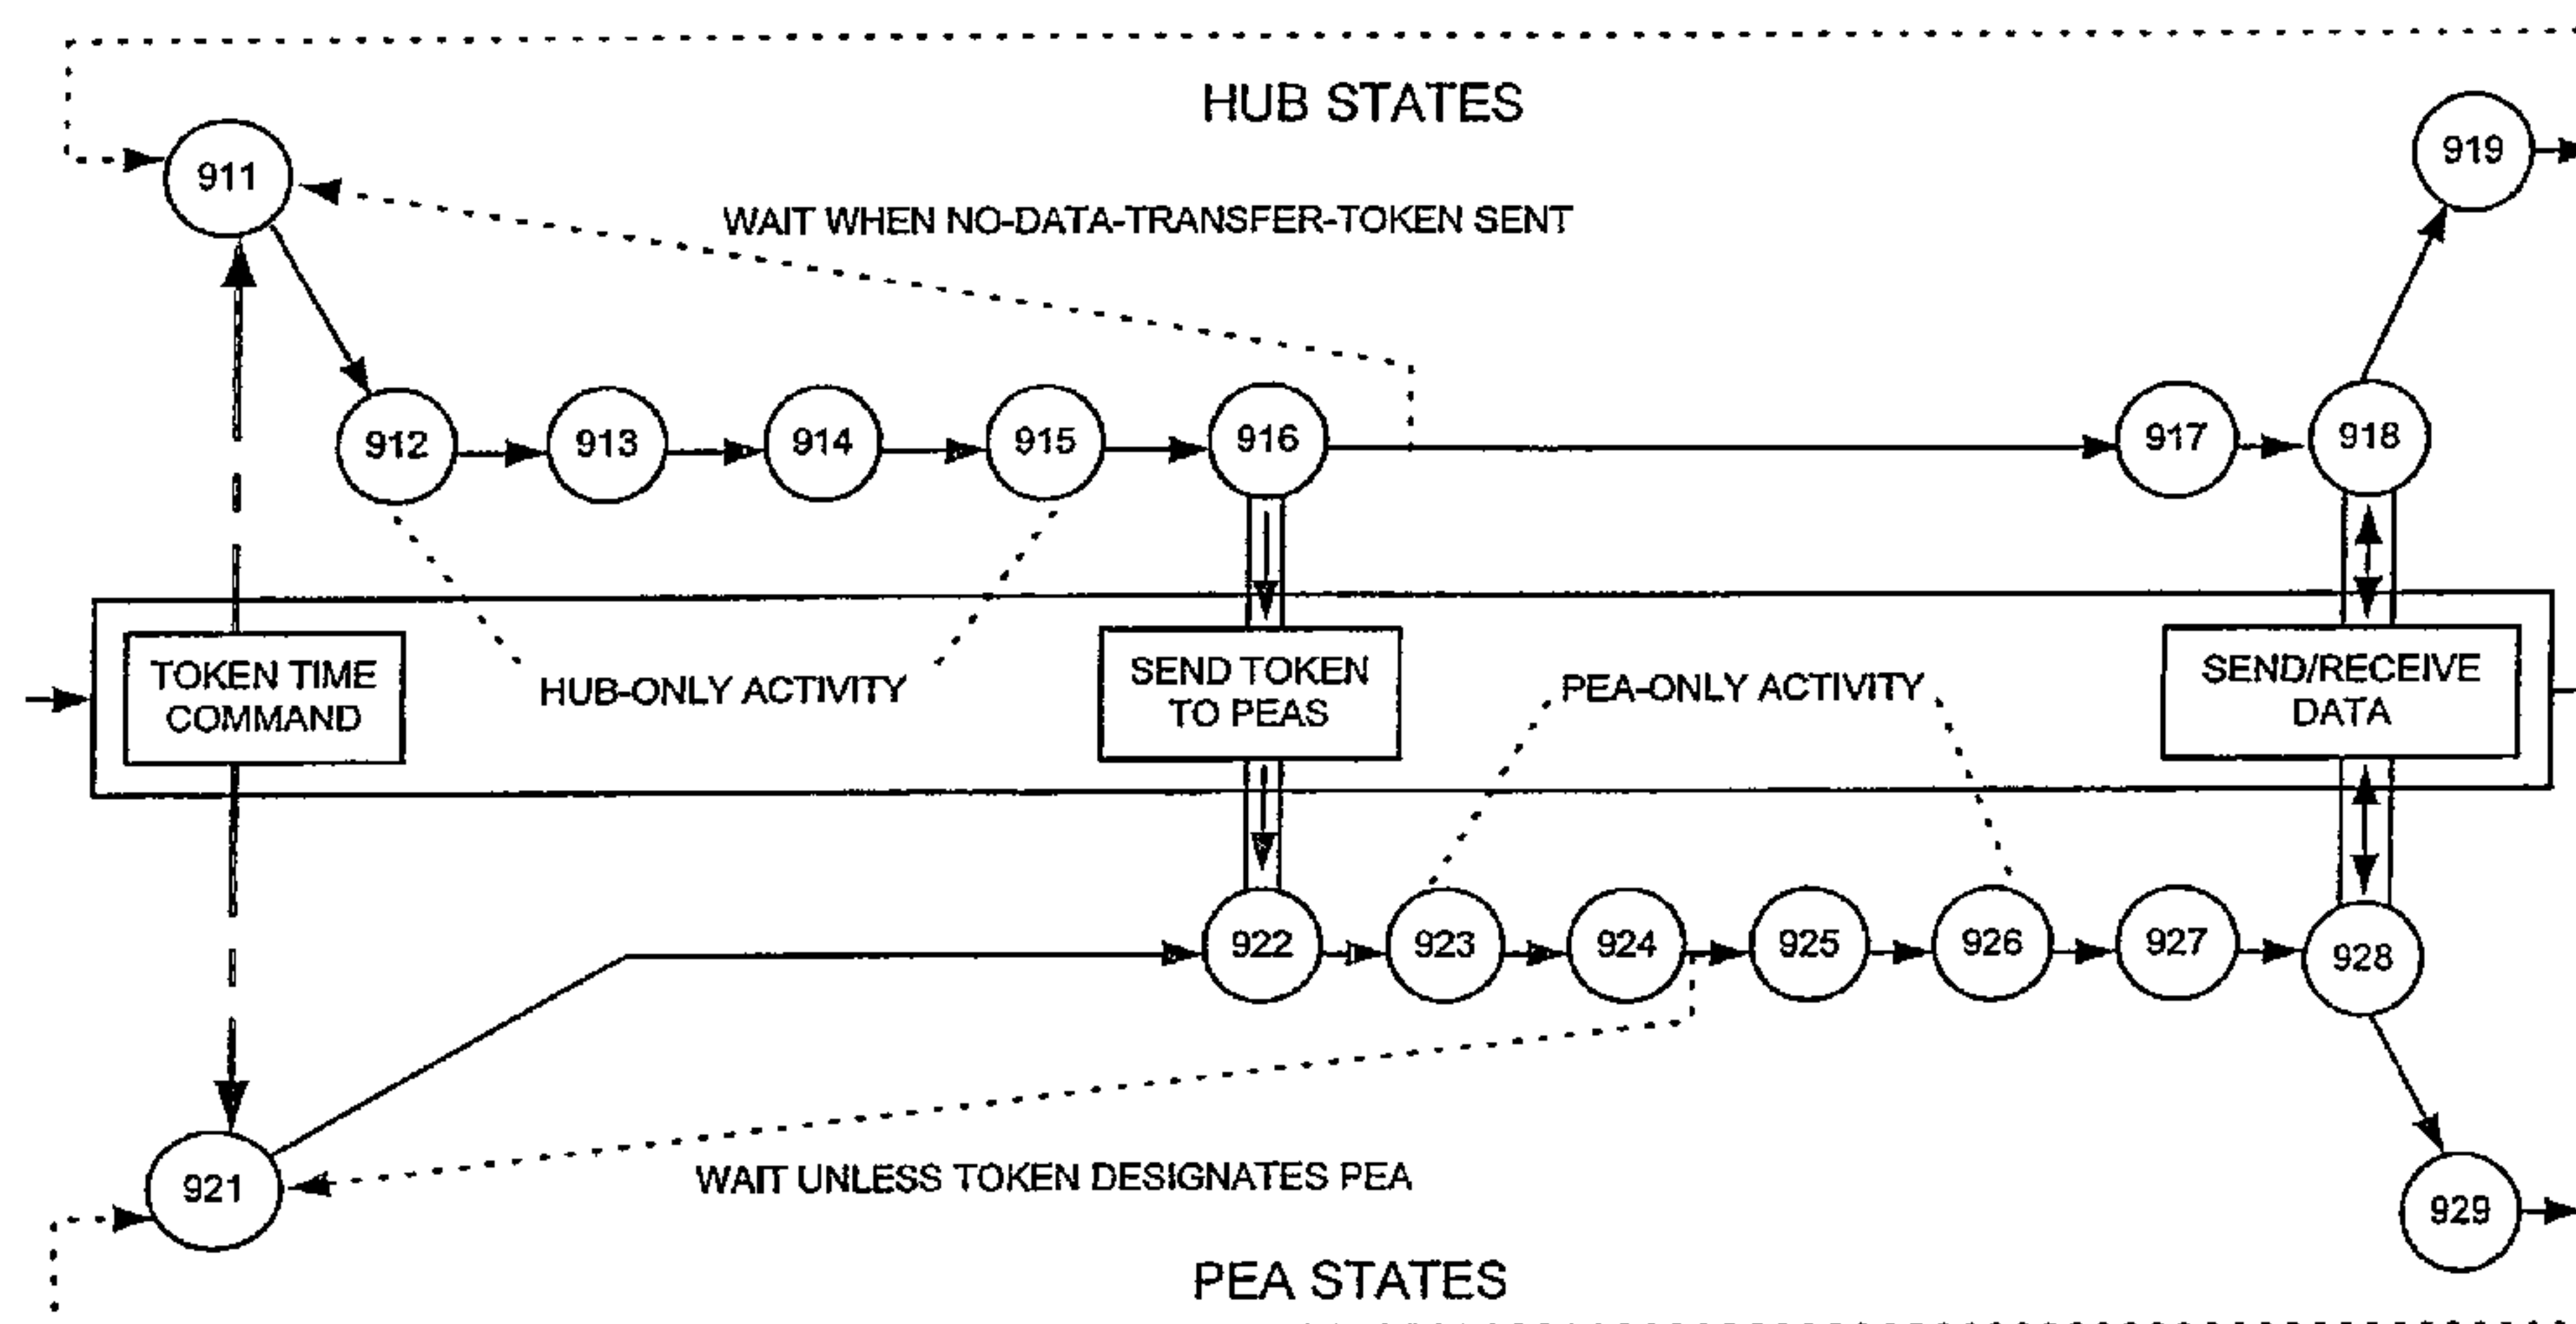 HUB STATES
911
919
WAIT WHEN NO-DATA-TRANSFER-TOKEN SENT
912
913
914
915
916
917
918
TOKEN TIME
COMMAND
HUB-ONLY ACTIVITY
SEND TOKEN
TO PEAS
PEA-ONLY ACTIVITY
SEND/RECEIVE
DATA
922
923
924
925
926
927
928
921
WAIT UNLESS TOKEN DESIGNATES PEA
929
PEA STATES